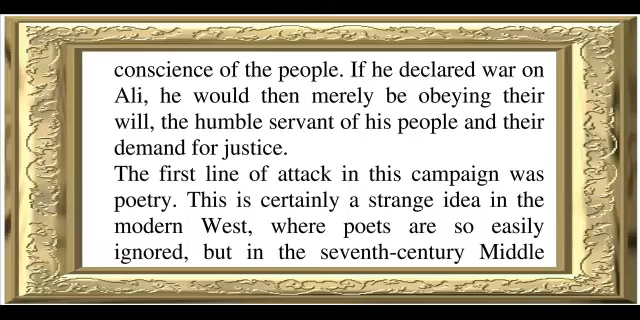 conscience of the people. If he declared war on
Ali, he would then merely be obeying their
will, the humble servant of his people and their
demand for justice.
The first line of attack in this campaign was
poetry. This is certainly a strange idea in the
modern West, where poets are so easily
ignored, but in the seventh-century Middle